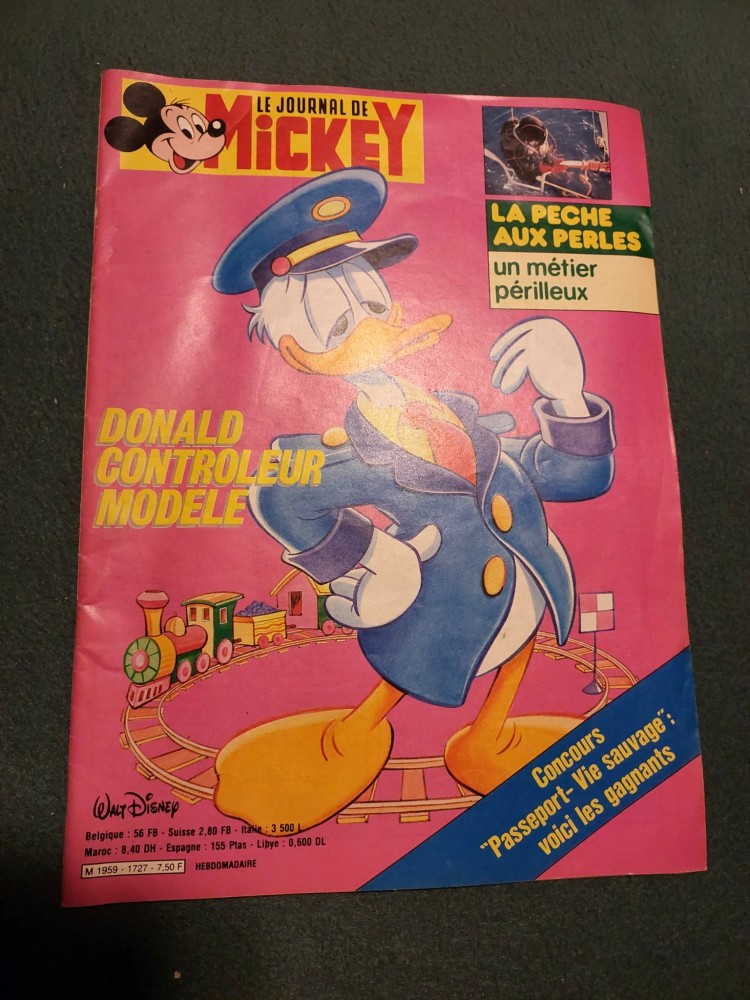 LE JOURNAL DE
MiCKEY
LA PECHE
AUX PERLES
un métier
périlleux
DONALD
CONTROLEUR
MODELE
Concours
"Passeport-Vie sauvage":
voici les gagnants
WALT DISNEY
Belgique : 56 FB - Suisse 2,80 FB - Italie : 3 500 L
Maroc : 8,40 DH - Espagne : 155 Ptas - Libye : 0,600 DL
M 1959 - 1727 - 7,50 F HEBDOMADAIRE